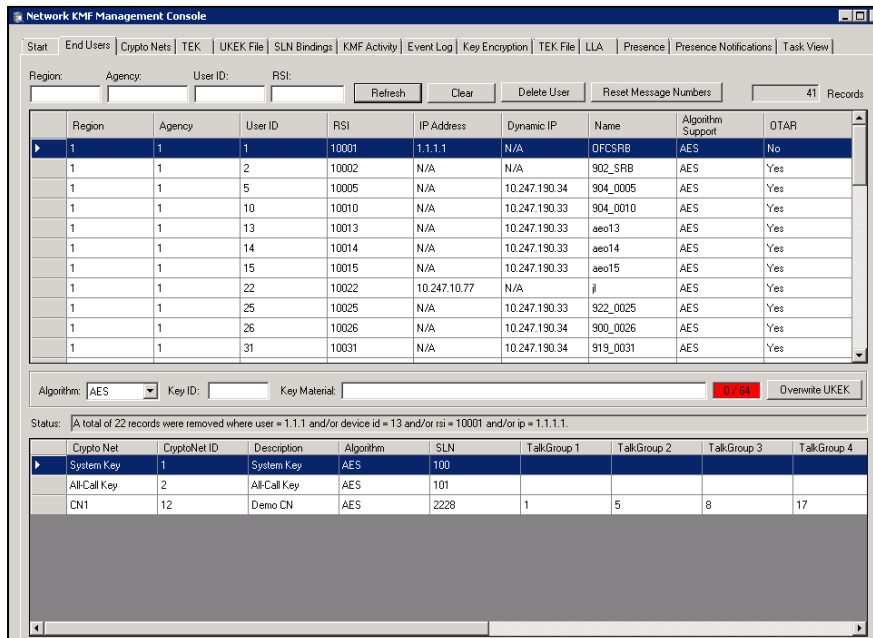 Network KMF Management Console
Start End Users Crypto Nets TEK UKEK File SLN Bindings KMF Activity Event Log Key Encryption TEK File LLA Presence Presence Notifications Task View
Region: Agency: User ID: RSI:
Refresh Clear Delete User Reset Message Numbers 41 Records
Region Agency User ID RSI IP Address Dynamic IP Name Algorithm Support OTAR
1 1 1 10001 1.1.1.1 N/A OFCSRB AES No
1 1 2 10002 N/A N/A 902_SRB AES Yes
1 1 5 10005 N/A 10.247.190.34 904_0005 AES Yes
1 1 10 10010 N/A 10.247.190.33 904_0010 AES Yes
1 1 13 10013 N/A 10.247.190.33 aeo13 AES Yes
1 1 14 10014 N/A 10.247.190.33 aeo14 AES Yes
1 1 15 10015 N/A 10.247.190.33 aeo15 AES Yes
1 1 22 10022 10.247.10.77 N/A jl AES Yes
1 1 25 10025 N/A 10.247.190.33 922_0025 AES Yes
1 1 26 10026 N/A 10.247.190.34 900_0026 AES Yes
1 1 31 10031 N/A 10.247.190.34 919_0031 AES Yes
Algorithm: AES Key ID: Key Material: 0 / 64 Overwrite UKEK
Status: A total of 22 records were removed where user = 1.1.1 and/or device id = 13 and/or rsi = 10001 and/or ip = 1.1.1.1.
Crypto Net CryptoNet ID Description Algorithm SLN TalkGroup 1 TalkGroup 2 TalkGroup 3 TalkGroup 4
System Key 1 System Key AES 100
All-Call Key 2 All-Call Key AES 101
CN1 12 Demo CN AES 2228 1 5 8 17